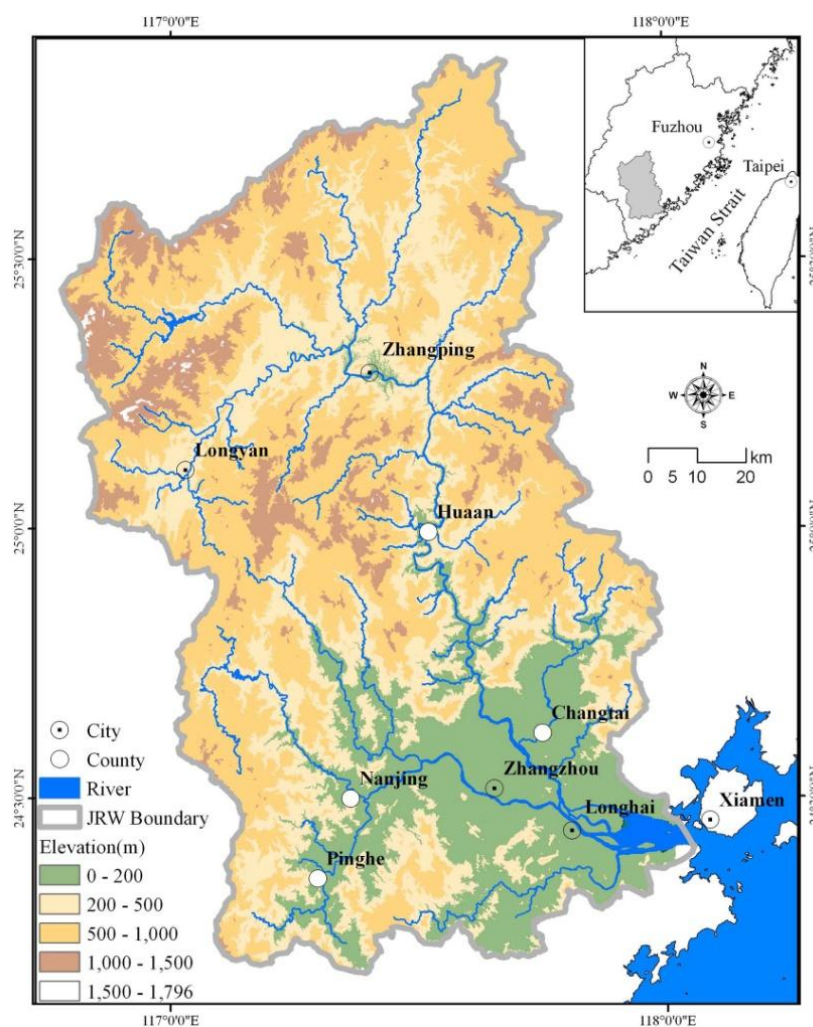 117°0'0"E
118°0'0"E
Fuzhou
Taipei
Taiwan Strait
25°30'0"N
Zhangping
N
W
E
S
Longyan
0 10 20 km
Huaan
25°0'0"N
Changtai
City
County
Zhangzhou
Nanjing
River
Xiamen
24°30'0"N
Longhai
JRW Boundary
Elevation(m)
Pinghe
0 - 200
200 - 500
500 - 1,000
1,000 - 1,500
1,500 - 1,796
117°0'0"E
118°0'0"E